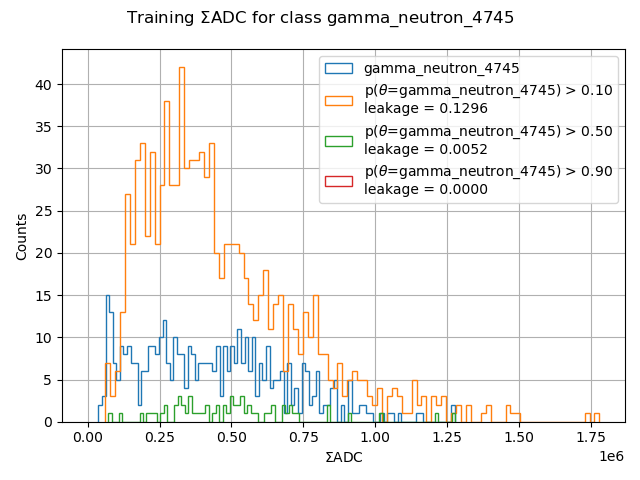 Training ΣADC for class gamma_neutron_4745
gamma_neutron_4745
p(θ=gamma_neutron_4745) > 0.10
leakage = 0.1296
p(θ=gamma_neutron_4745) > 0.50
leakage = 0.0052
p(θ=gamma_neutron_4745) > 0.90
leakage = 0.0000
Counts
40
35
30
25
20
15
10
5
0
0.00 0.25 0.50 0.75 1.00 1.25 1.50 1.75
1e6
ΣADC